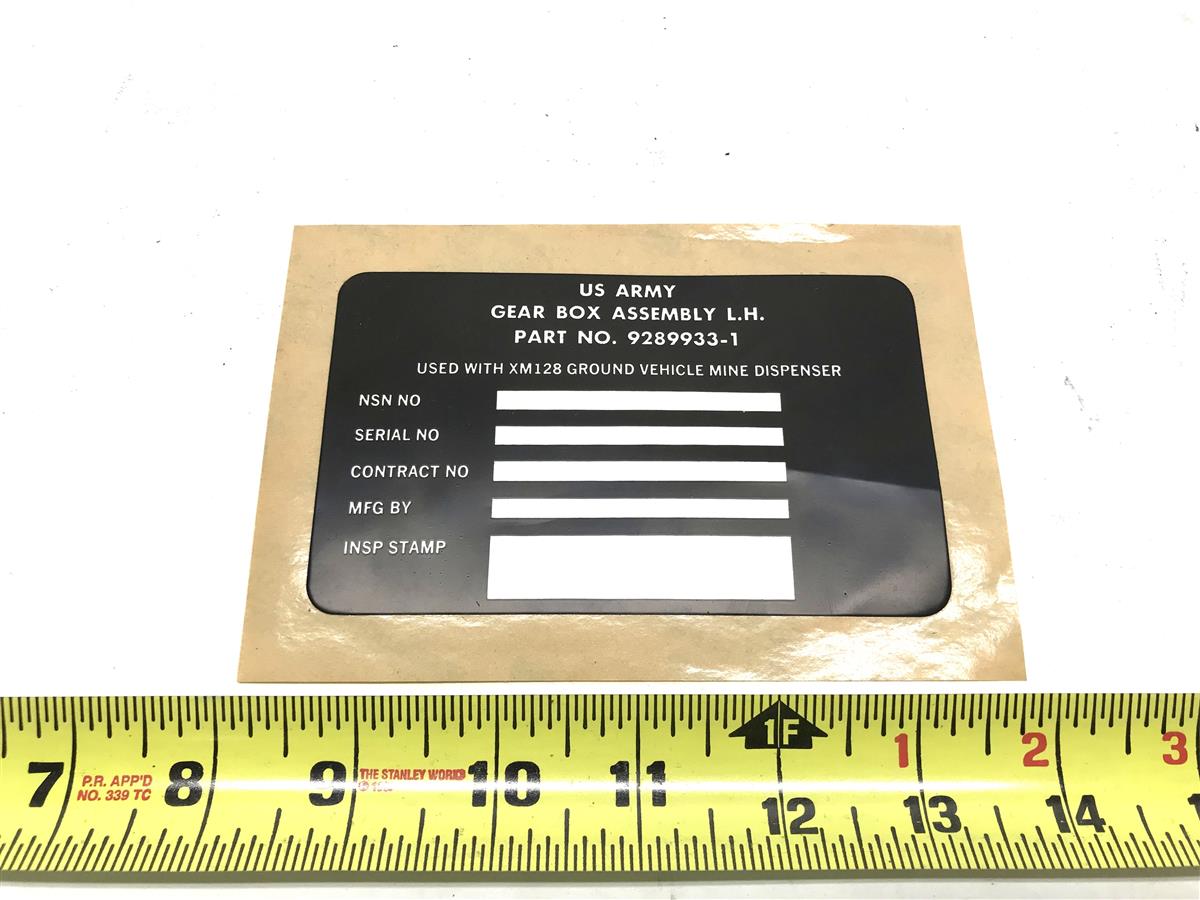 US ARMY
GEAR BOX ASSEMBLY L.H.
PART NO. 9289933-1
USED WITH XM128 GROUND VEHICLE MINE DISPENSER
NSN NO
SERIAL NO
CONTRACT NO
MFG BY
INSP STAMP
1F
1 2 3
7 8 9 10 11 12 13 14
P.R. APP'D
NO. 339 TC
THE STANLEY WORKS
©